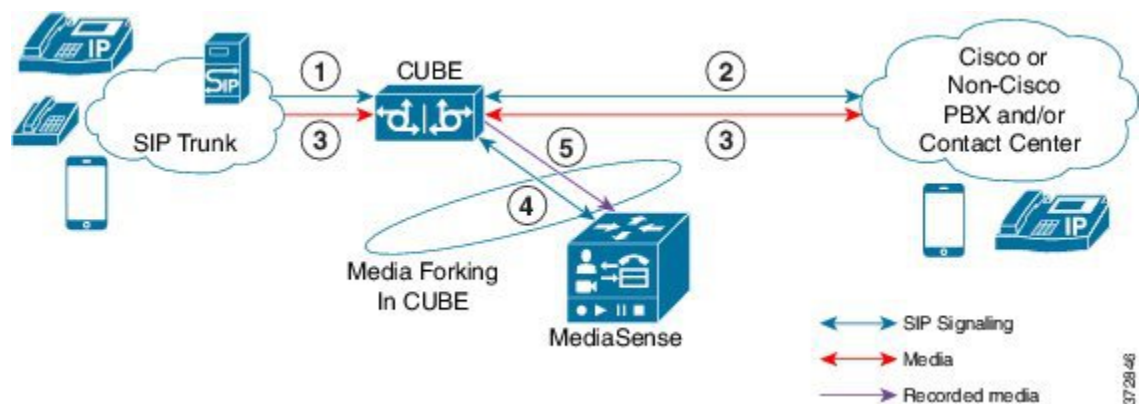 IP
SIP
SIP Trunk
1
3
CUBE
2
3
Cisco or
Non-Cisco
PBX and/or
Contact Center
IP
5
4
Media Forking
In CUBE
MediaSense
SIP Signaling
Media
Recorded media
372846